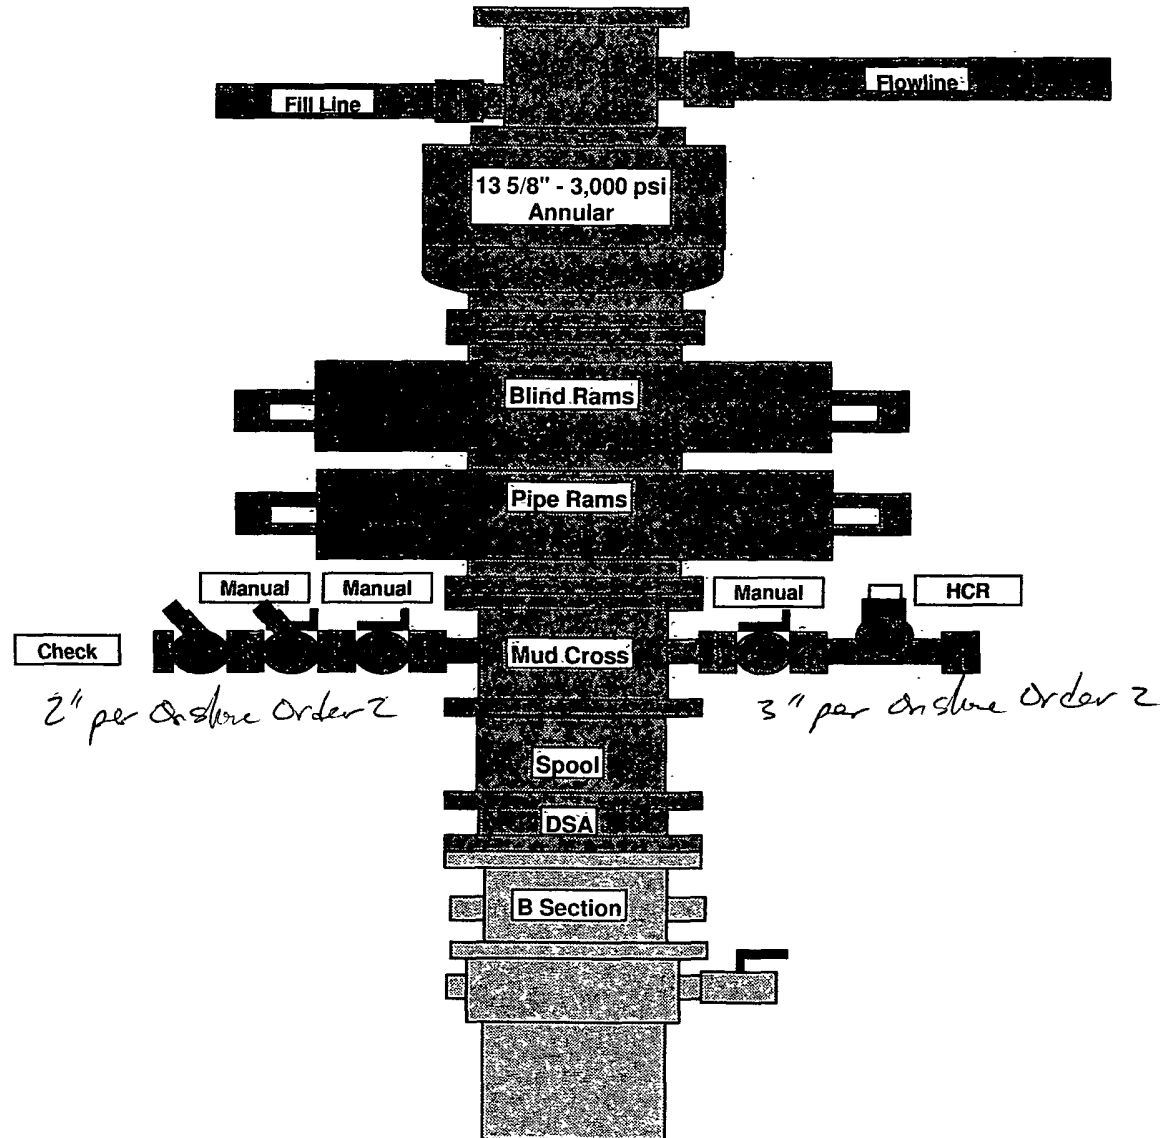 Flowline
Fill Line
13 5/8" - 3,000 psi
Annular
Blind Rams
Pipe Rams
Manual
Manual
Manual
HCR
Check
Mud Cross
2" per Onshore Order 2
3" per Onshore Order 2
Spool
DSA
B Section